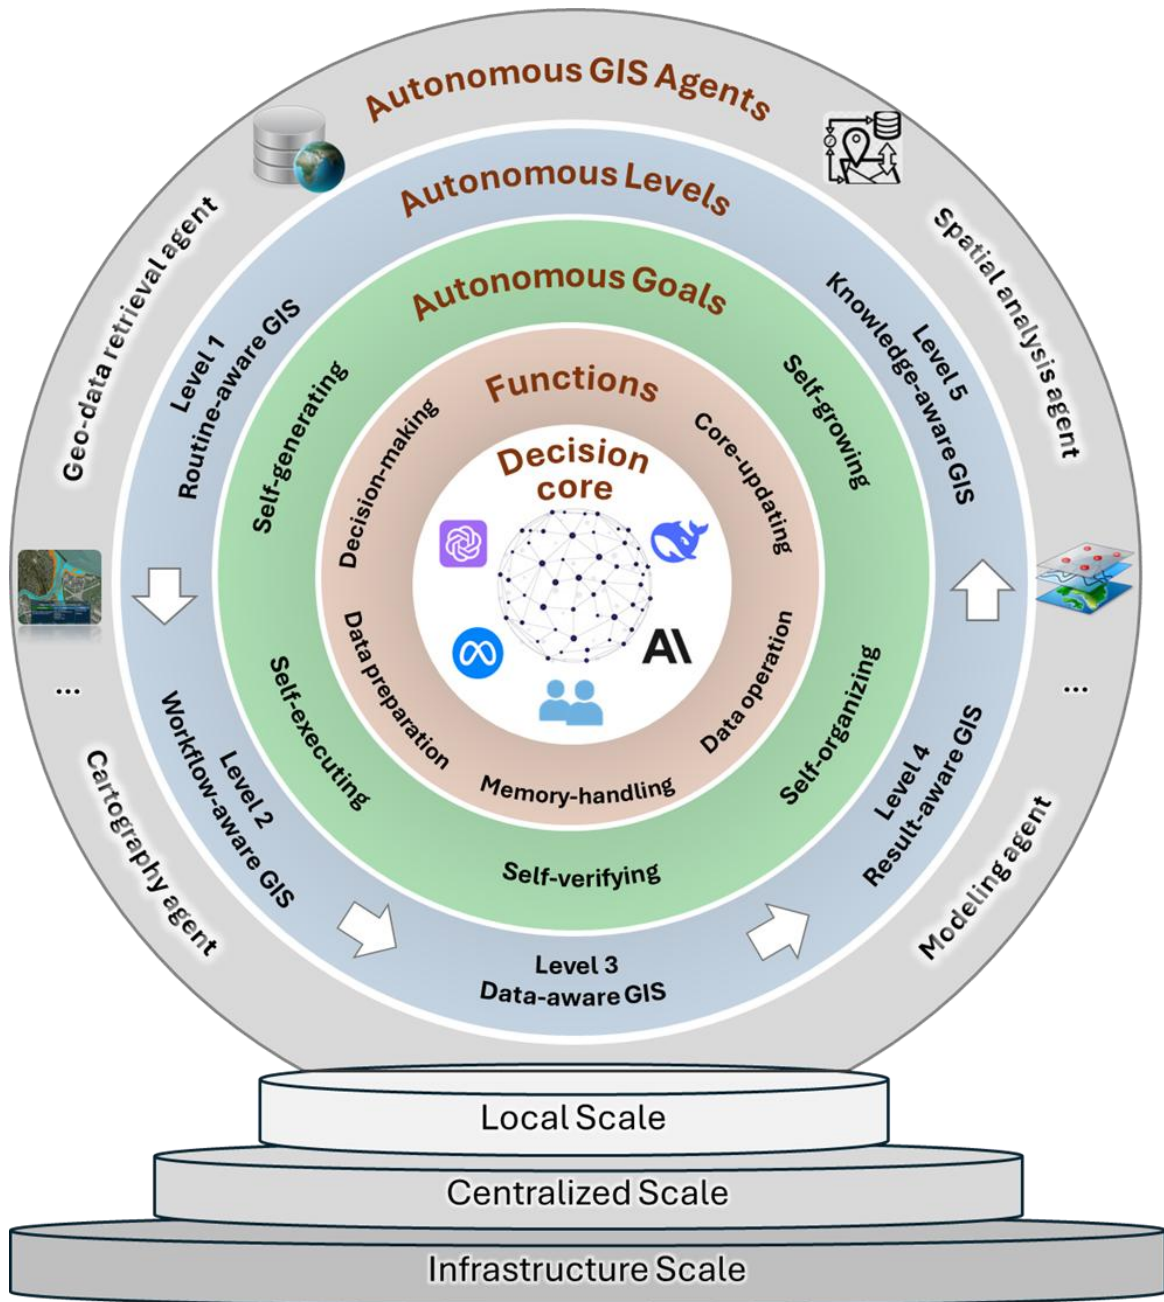 Autonomous GIS Agents
Geo-data retrieval agent
Spatial analysis agent
...
...
Cartography agent
Modeling agent
Autonomous Levels
Level 1
Routine-aware GIS
Level 2
Workflow-aware GIS
Level 3
Data-aware GIS
Level 4
Result-aware GIS
Level 5
Knowledge-aware GIS
Autonomous Goals
Self-generating
Self-executing
Self-verifying
Self-organizing
Self-growing
Functions
Decision-making
Data preparation
Memory-handling
Data operation
Core-updating
Decision
core
AI
Local Scale
Centralized Scale
Infrastructure Scale